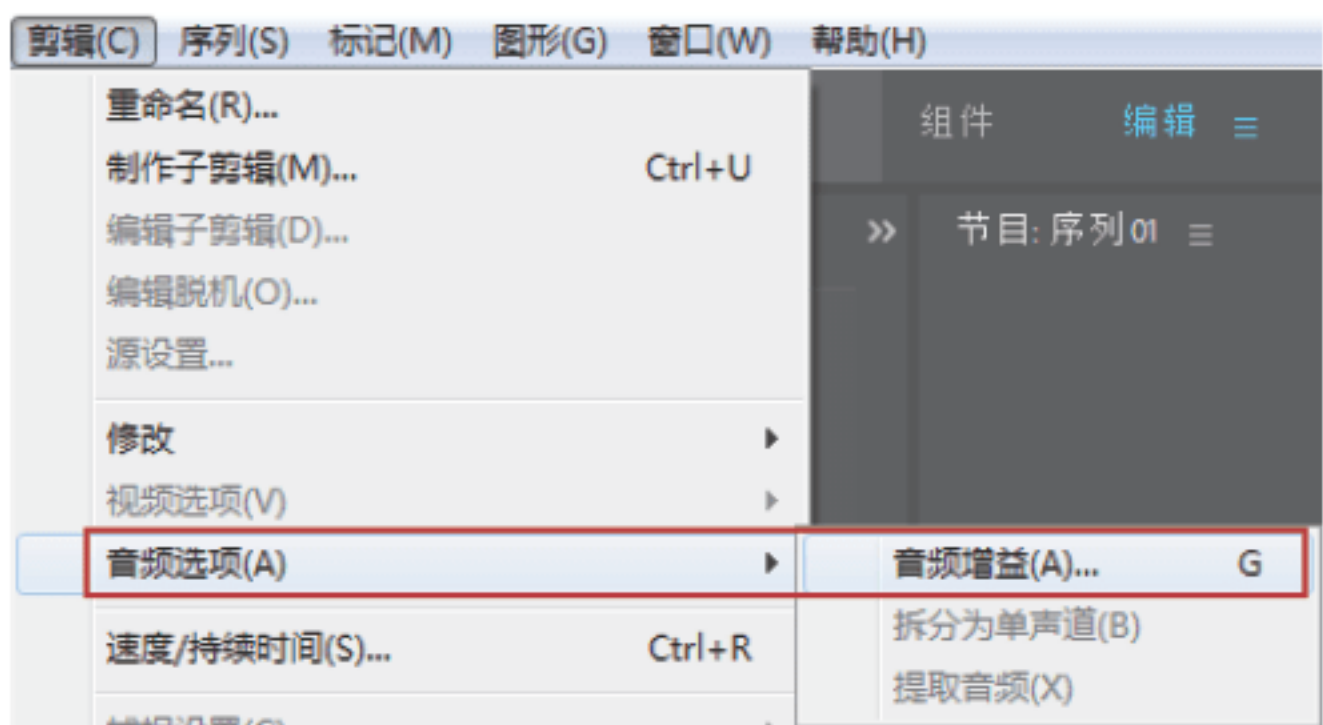 剪辑(C) 序列(S) 标记(M) 图形(G) 窗口(W) 帮助(H)
重命名(R)...
组件 编辑
制作子剪辑(M)... Ctrl+U
编辑子剪辑(D)...
节目: 序列 01
编辑脱机(O)...
源设置...
修改
视频选项(V)
音频选项(A)
音频增益(A)... G
拆分为单声道(B)
速度/持续时间(S)... Ctrl+R
提取音频(X)